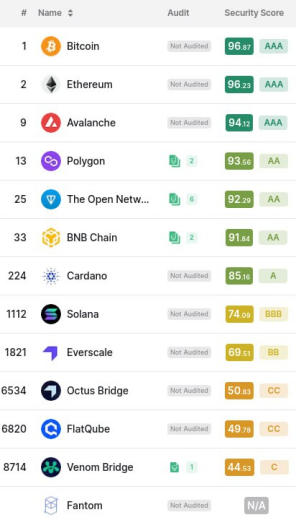 # Name Audit Security Score
1 Bitcoin Not Audited 96.87 AAA
2 Ethereum Not Audited 96.23 AAA
9 Avalanche Not Audited 94.12 AAA
13 Polygon 2 93.56 AA
25 The Open Netw... 6 92.29 AA
33 BNB Chain 2 91.64 AA
224 Cardano Not Audited 85.16 A
1112 Solana Not Audited 74.09 BBB
1821 Everscale Not Audited 69.51 BB
6534 Octus Bridge Not Audited 50.83 CC
6820 FlatQube Not Audited 49.78 CC
8714 Venom Bridge 1 44.53 C
Fantom Not Audited N/A